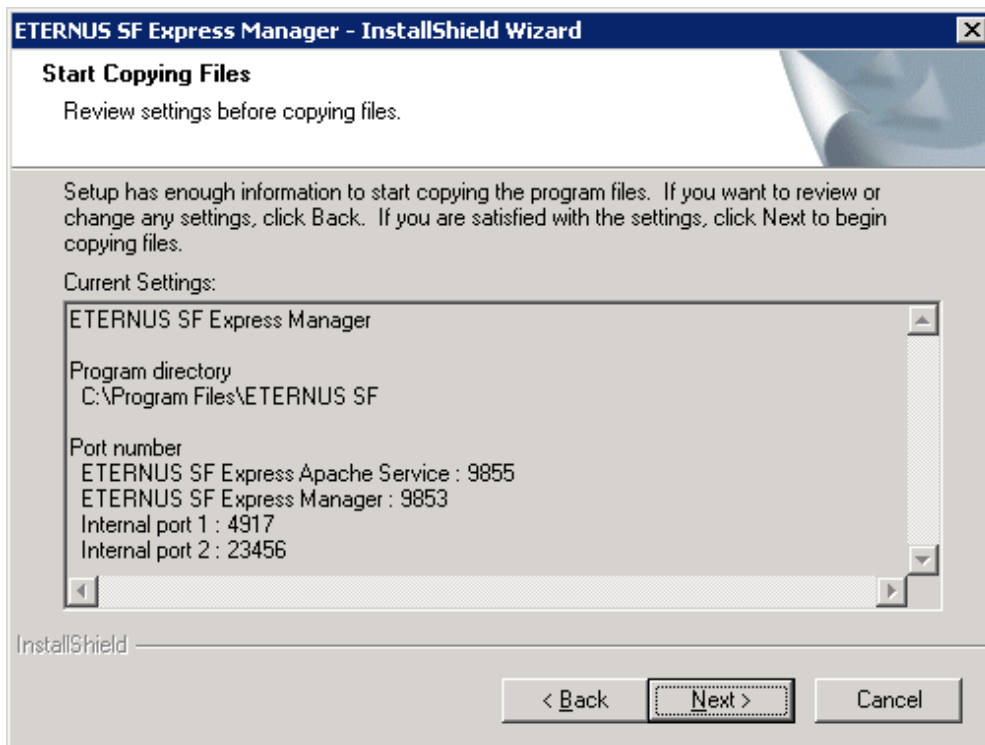 ETERNUS SF Express Manager - InstallShield Wizard
Start Copying Files
Review settings before copying files.
Setup has enough information to start copying the program files.  If you want to review or
change any settings, click Back.  If you are satisfied with the settings, click Next to begin
copying files.
Current Settings:
ETERNUS SF Express Manager
Program directory
C:\Program Files\ETERNUS SF
Port number
ETERNUS SF Express Apache Service : 9855
ETERNUS SF Express Manager : 9853
Internal port 1 : 4917
Internal port 2 : 23456
InstallShield
< Back
Next >
Cancel